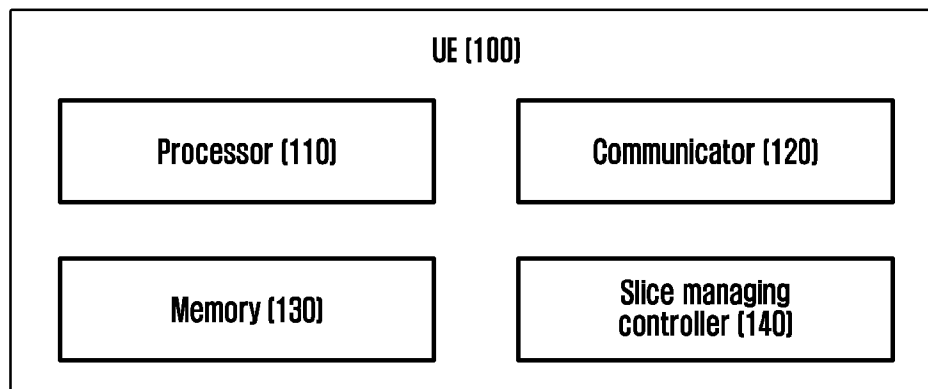 UE (100)
Processor (110)
Communicator (120)
Memory (130)
Slice managing
controller (140)